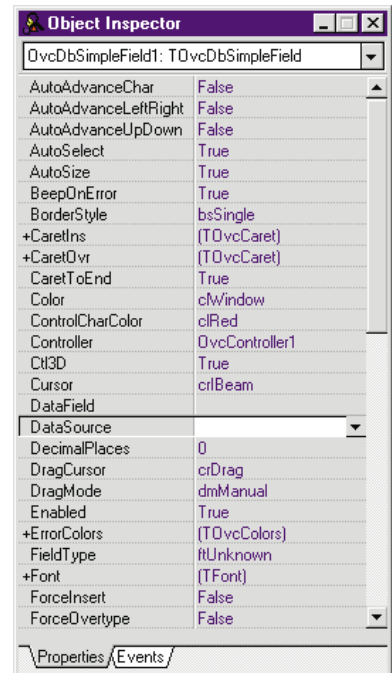 Object Inspector
OvcDbSimpleField1: TOvcDbSimpleField
AutoAdvanceChar False
AutoAdvanceLeftRight False
AutoAdvanceUpDown False
AutoSelect True
AutoSize True
BeepOnError True
BorderStyle bsSingle
+CaretIns (TOvcCaret)
+CaretOvr (TOvcCaret)
CaretToEnd True
Color clWindow
ControlCharColor clRed
Controller OvcController1
Ctl3D True
Cursor crIBeam
DataField
DataSource
DecimalPlaces 0
DragCursor crDrag
DragMode dmManual
Enabled True
+ErrorColors (TOvcColors)
FieldType ftUnknown
+Font (TFont)
ForceInsert False
ForceOvertype False
Properties Events